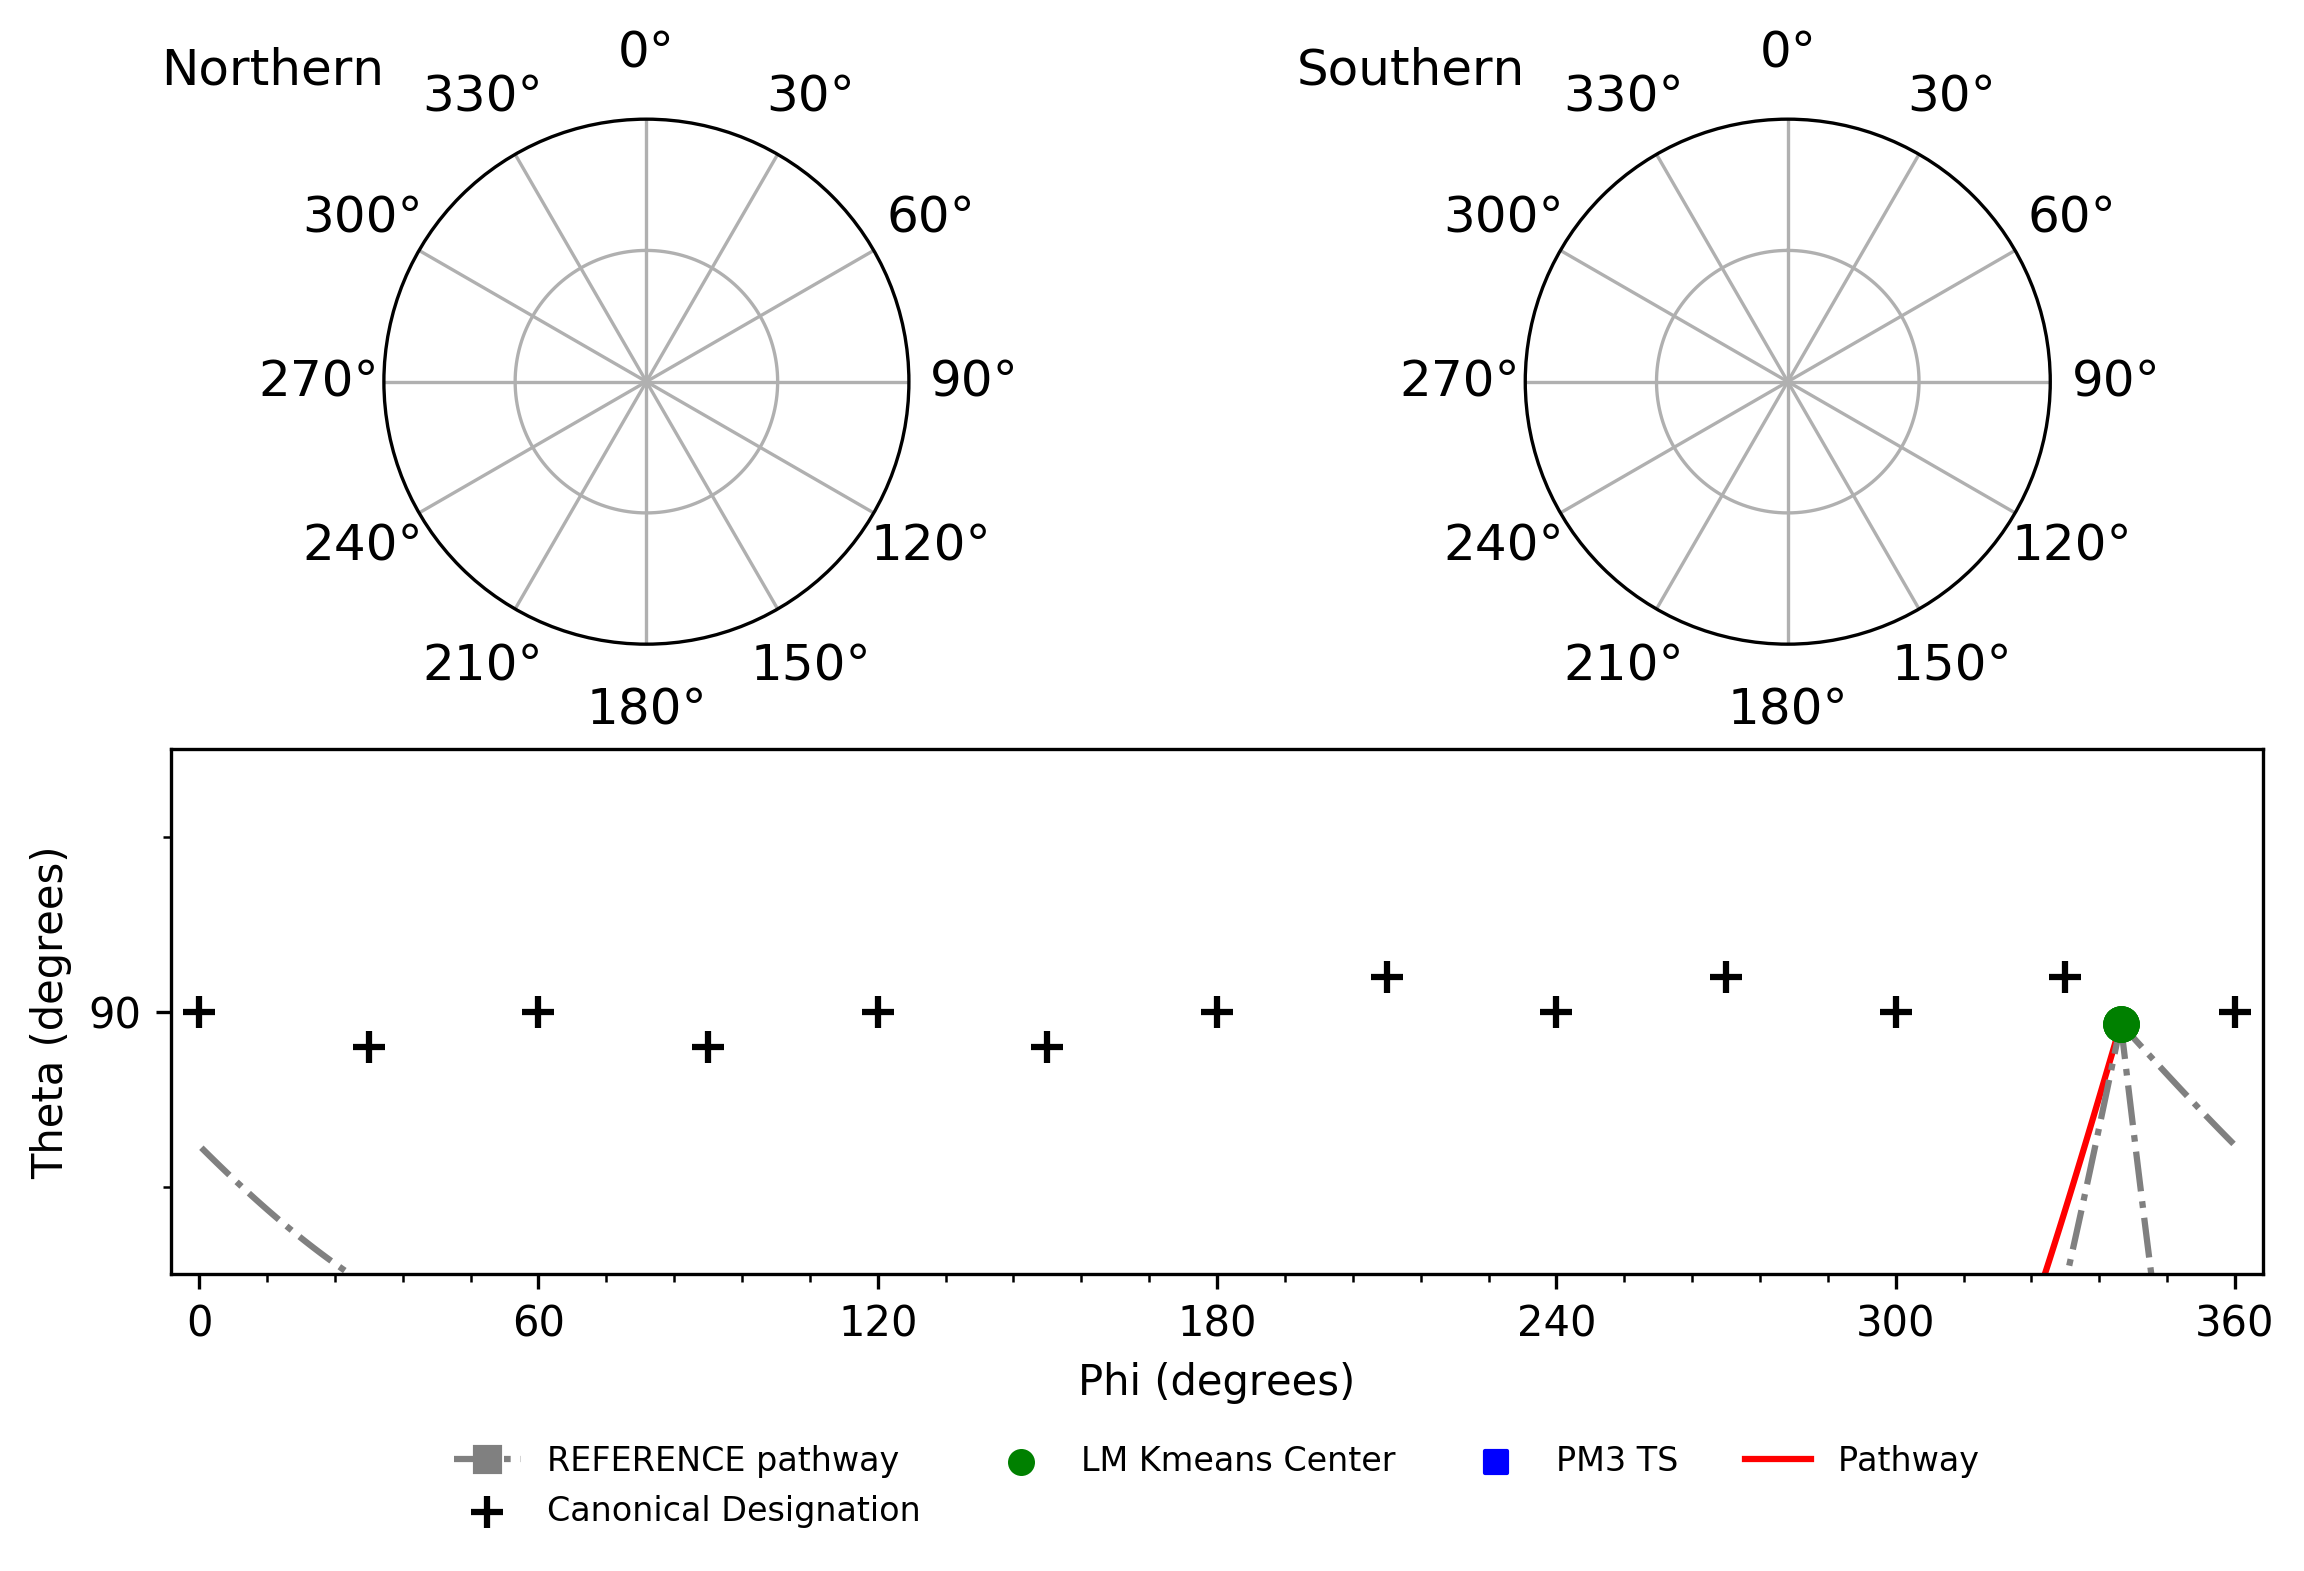 Northern
0°
330°
30°
300°
60°
270°
90°
240°
120°
210°
150°
180°
Southern
0°
330°
30°
300°
60°
270°
90°
240°
120°
210°
150°
180°
Theta (degrees)
90
0 60 120 180 240 300 360
Phi (degrees)
REFERENCE pathway
LM Kmeans Center
PM3 TS
Pathway
Canonical Designation